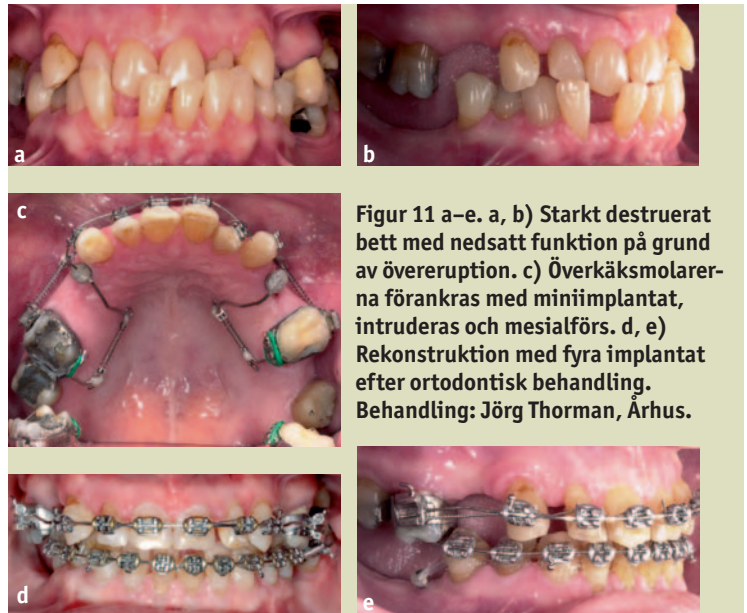 a
b
c
Figur 11 a–e. a, b) Starkt destruerat
bett med nedsatt funktion på grund
av övereruption. c) Överkäksmolarer-
na förankras med miniimplantat,
intruderas och mesialförs. d, e)
Rekonstruktion med fyra implantat
efter ortodontisk behandling.
Behandling: Jörg Thorman, Århus.
d
e